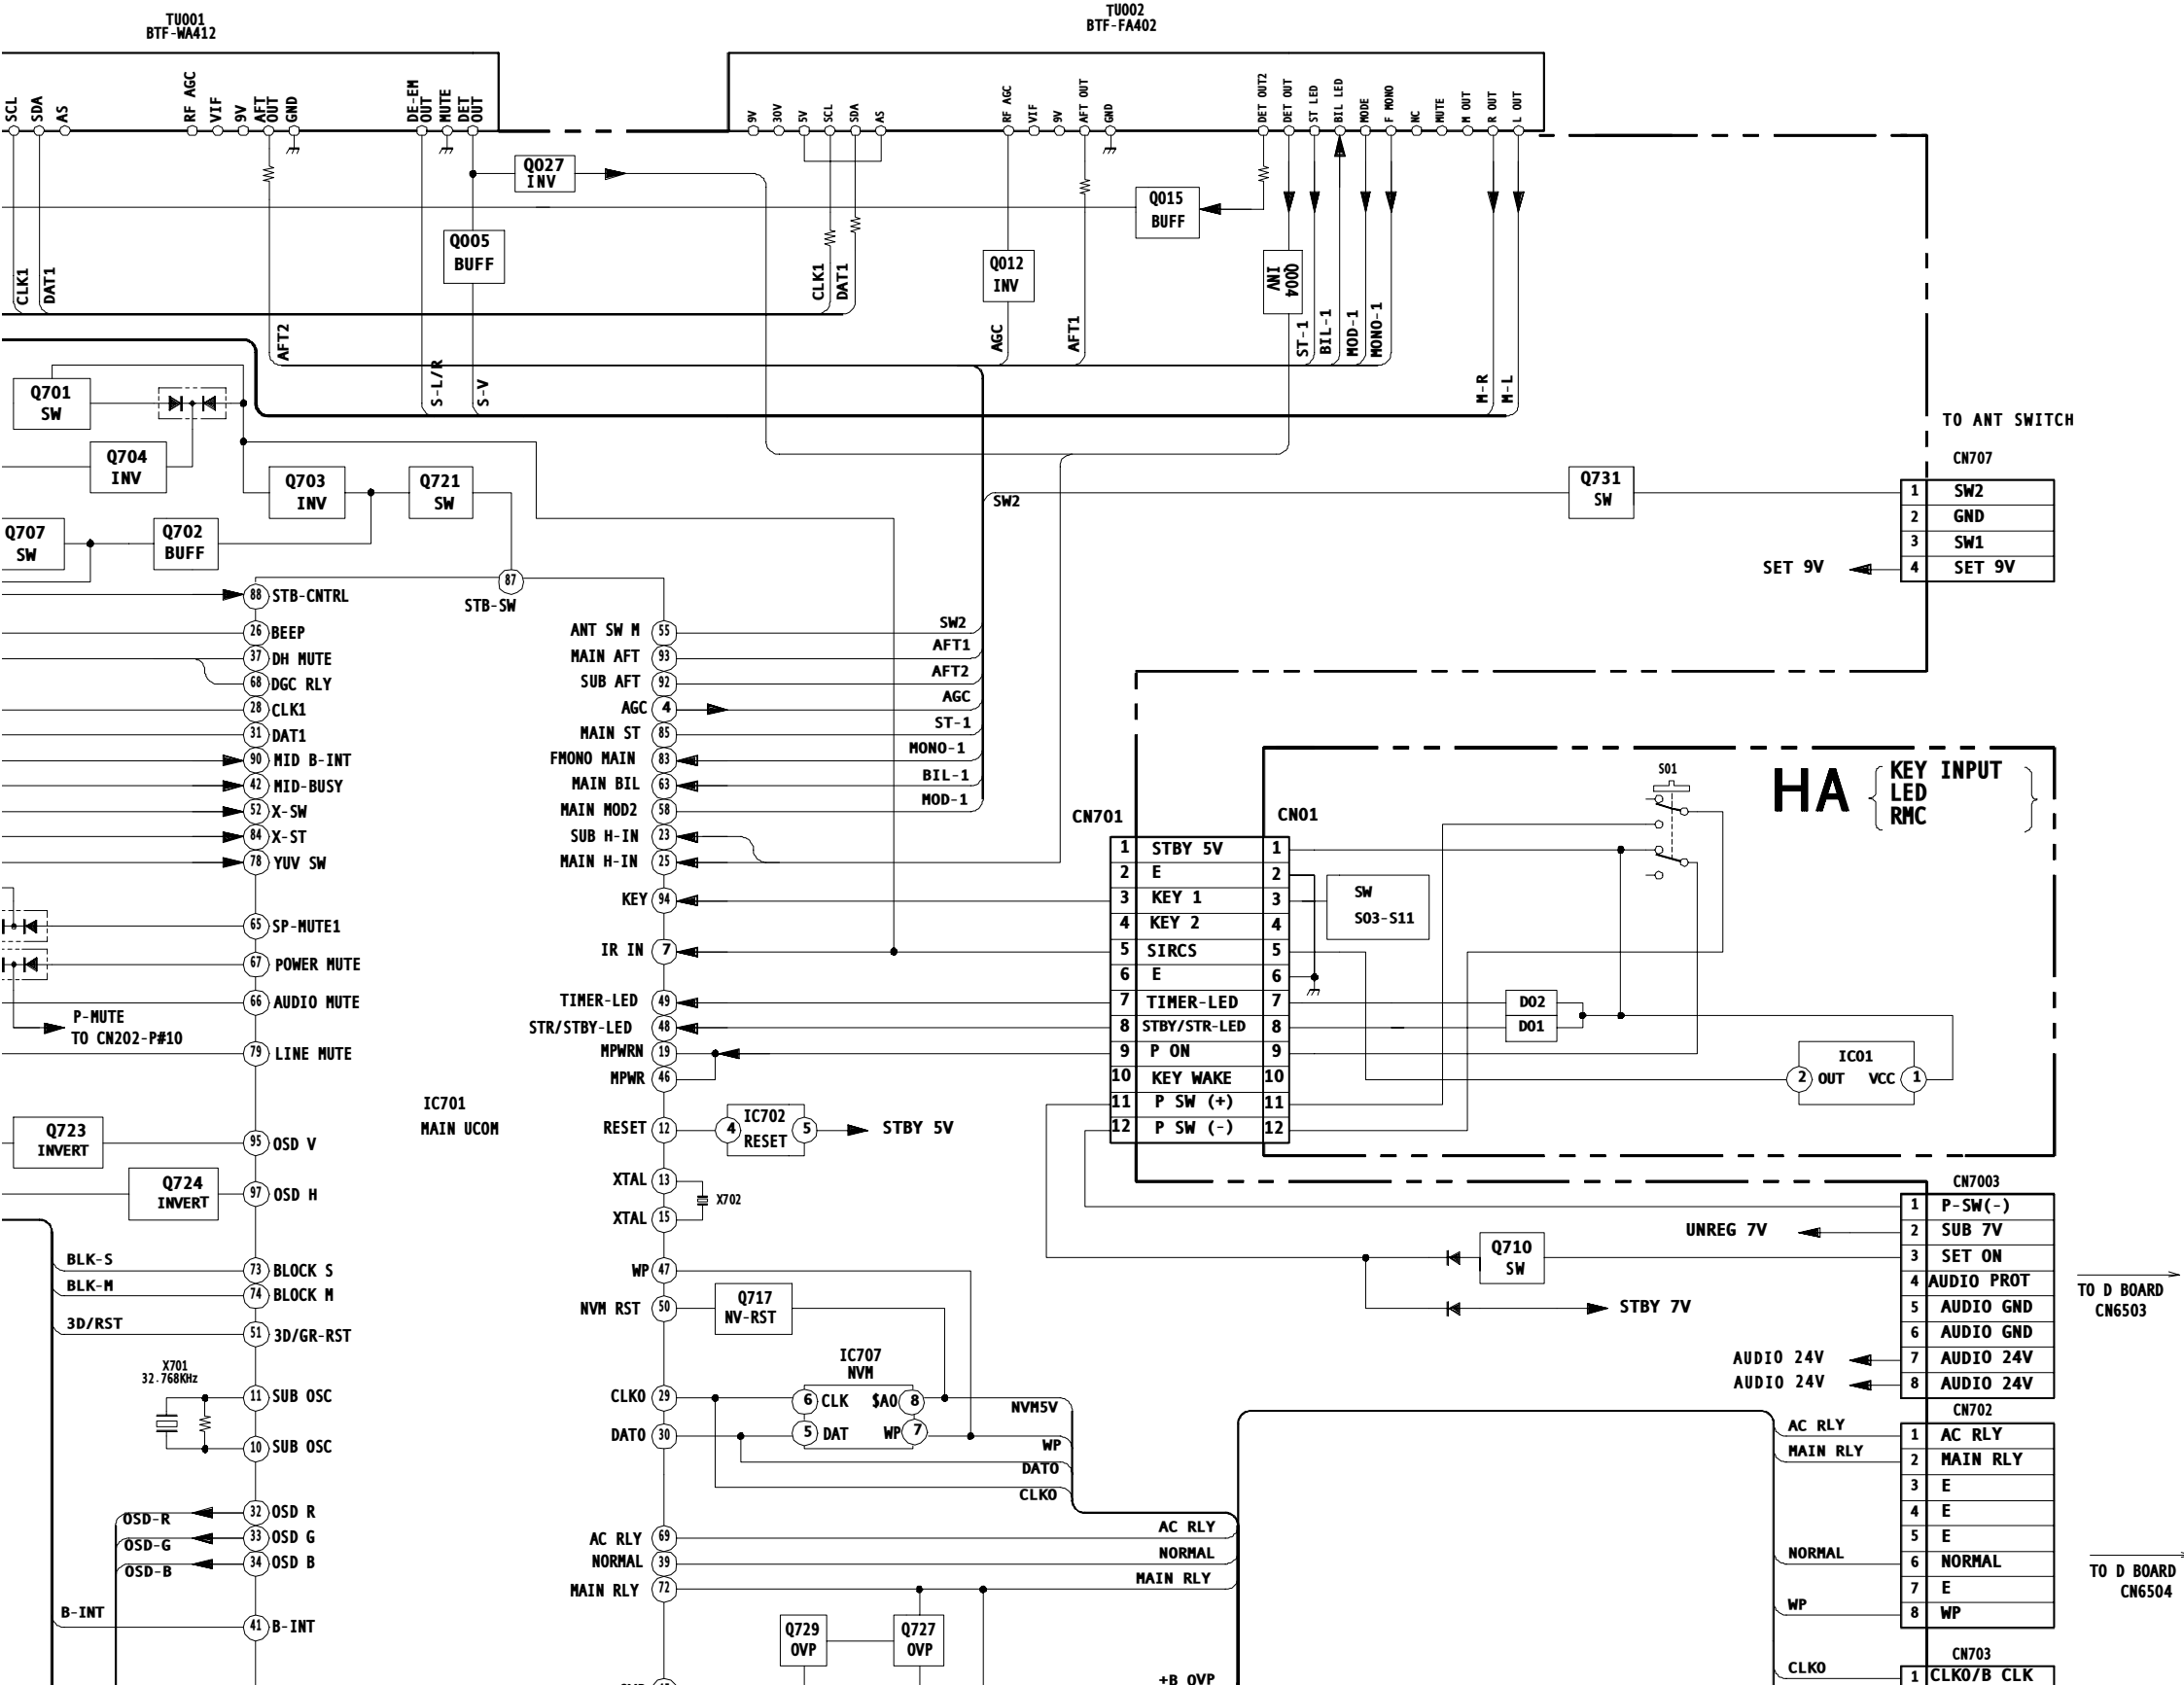 TU001
BTF-WA412
TU002
BTF-FA402
SCL
SDA
AS
RF AGC
VIF
9V
AFT OUT
GND
DE-EM OUT
MUTE
DET OUT
9V
30V
5V
SCL
SDA
AS
RF AGC
VIF
9V
AFT OUT
GND
DET OUT2
DET OUT
ST LED
BIL LED
MODE
F MONO
NC
MUTE
M OUT
R OUT
L OUT
Q027
INV
Q015
BUFF
Q005
BUFF
Q012
INV
Q004
INV
CLK1
DAT1
CLK1
DAT1
AFT2
S-L/R
S-V
AGC
AFT1
ST-1
BIL-1
MOD-1
MONO-1
M-R
M-L
Q701
SW
Q704
INV
Q703
INV
Q721
SW
Q707
SW
Q702
BUFF
SW2
Q731
SW
TO ANT SWITCH
CN707
1 SW2
2 GND
3 SW1
4 SET 9V
SET 9V
87
STB-SW
88 STB-CNTRL
26 BEEP
37 DH MUTE
68 DGC RLY
28 CLK1
31 DAT1
90 MID B-INT
42 MID-BUSY
52 X-SW
84 X-ST
78 YUV SW
65 SP-MUTE1
67 POWER MUTE
66 AUDIO MUTE
P-MUTE
TO CN202-P#10
79 LINE MUTE
Q723
INVERT
95 OSD V
Q724
INVERT
97 OSD H
BLK-S
73 BLOCK S
BLK-M
74 BLOCK M
3D/RST
51 3D/GR-RST
X701
32.768KHz
11 SUB OSC
10 SUB OSC
OSD-R
32 OSD R
OSD-G
33 OSD G
OSD-B
34 OSD B
B-INT
41 B-INT
IC701
MAIN UCOM
ANT SW M 55 SW2
MAIN AFT 93 AFT1
SUB AFT 92 AFT2
AGC 4 AGC
MAIN ST 85 ST-1
FMONO MAIN 83 MONO-1
MAIN BIL 63 BIL-1
MAIN MOD2 58 MOD-1
SUB H-IN 23
MAIN H-IN 25
KEY 94
IR IN 7
TIMER-LED 49
STR/STBY-LED 48
MPWRN 19
MPWR 46
RESET 12
4 IC702 5
RESET
STBY 5V
XTAL 13
X702
XTAL 15
WP 47
NVM RST 50
Q717
NV-RST
IC707
NVM
CLK0 29
6 CLK $A0 8
NVM5V
DAT0 30
5 DAT WP 7
WP
DAT0
CLK0
AC RLY 69 AC RLY
NORMAL 39 NORMAL
MAIN RLY 72 MAIN RLY
Q729
OVP
Q727
OVP
+B OVP
CN701
CN01
1 STBY 5V 1
2 E 2
3 KEY 1 3
4 KEY 2 4
5 SIRCS 5
6 E 6
7 TIMER-LED 7
8 STBY/STR-LED 8
9 P ON 9
10 KEY WAKE 10
11 P SW (+) 11
12 P SW (-) 12
SW
S03-S11
S01
HA
KEY INPUT
LED
RMC
D02
D01
IC01
2 OUT VCC 1
CN7003
1 P-SW(-)
2 SUB 7V
3 SET ON
4 AUDIO PROT
5 AUDIO GND
6 AUDIO GND
7 AUDIO 24V
8 AUDIO 24V
UNREG 7V
Q710
SW
STBY 7V
AUDIO 24V
AUDIO 24V
TO D BOARD
CN6503
CN702
AC RLY
1 AC RLY
MAIN RLY
2 MAIN RLY
3 E
4 E
5 E
NORMAL
6 NORMAL
7 E
WP
8 WP
TO D BOARD
CN6504
CN703
CLK0
1 CLK0/B CLK